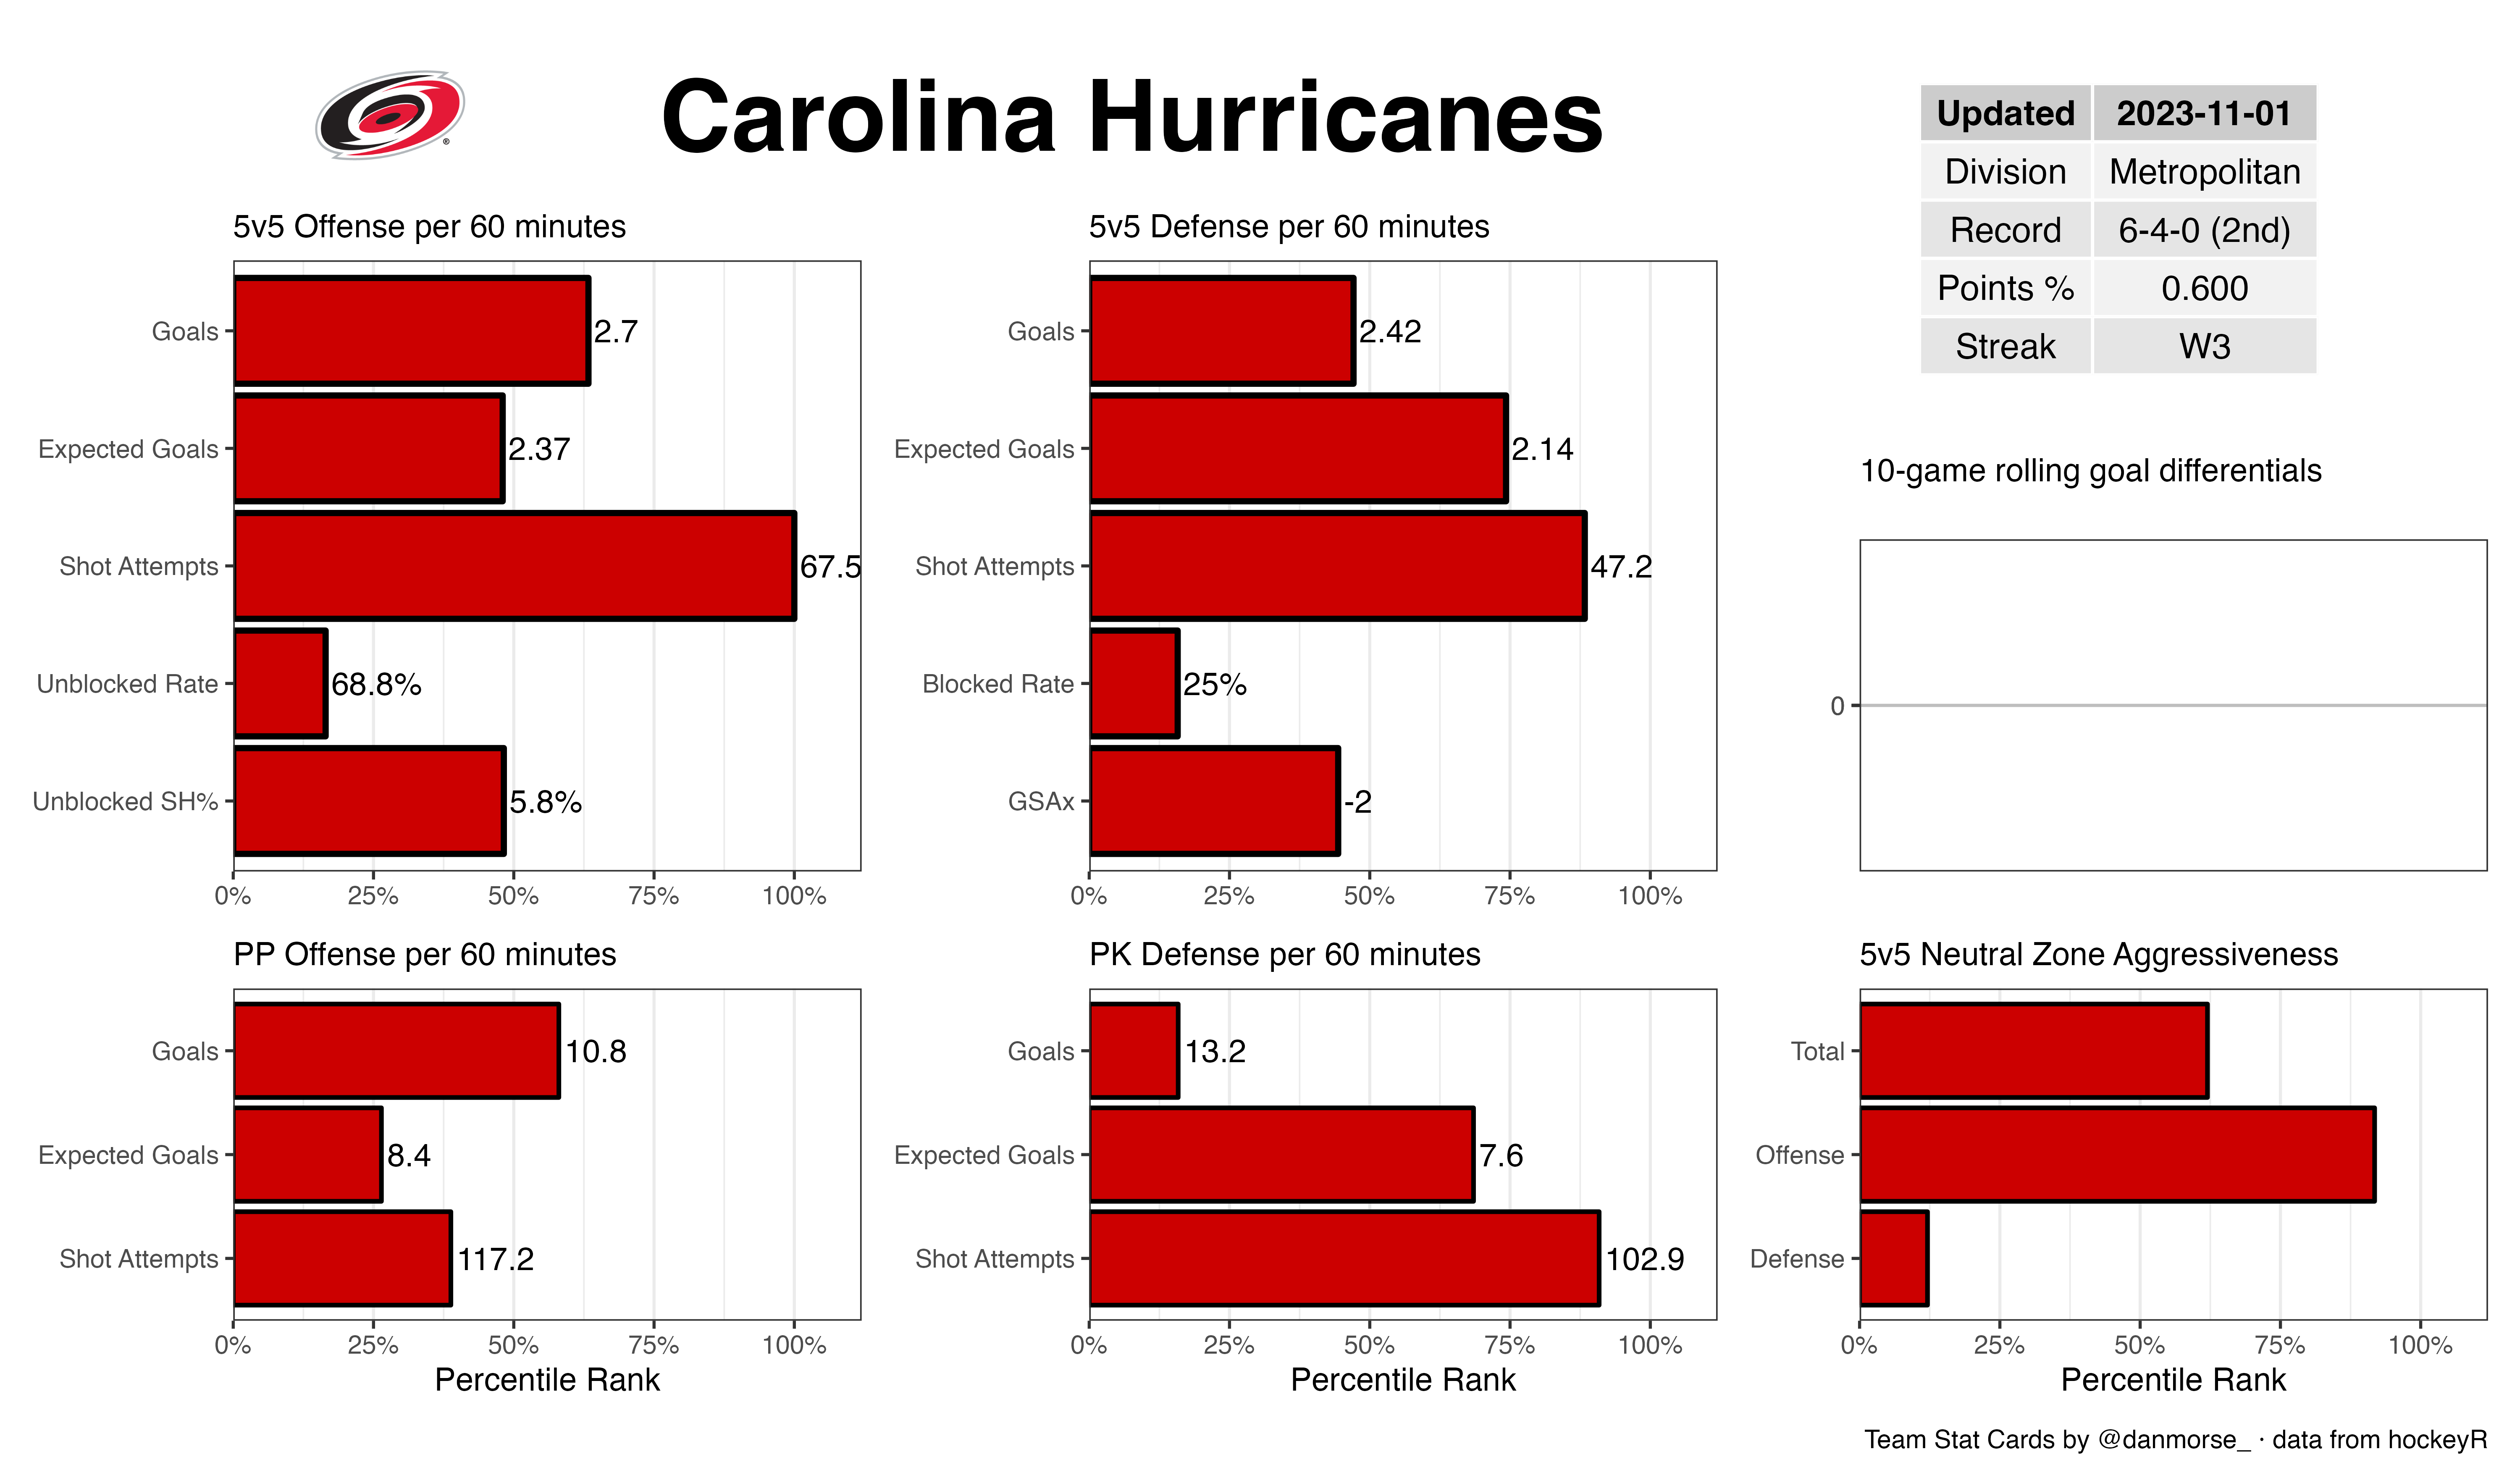 Carolina Hurricanes
Updated 2023-11-01
Division Metropolitan
Record 6-4-0 (2nd)
Points % 0.600
Streak W3
5v5 Offense per 60 minutes
Goals 2.7
Expected Goals 2.37
Shot Attempts 67.5
Unblocked Rate 68.8%
Unblocked SH% 5.8%
0% 25% 50% 75% 100%
5v5 Defense per 60 minutes
Goals 2.42
Expected Goals 2.14
Shot Attempts 47.2
Blocked Rate 25%
GSAx -2
0% 25% 50% 75% 100%
10-game rolling goal differentials
0
PP Offense per 60 minutes
Goals 10.8
Expected Goals 8.4
Shot Attempts 117.2
0% 25% 50% 75% 100%
Percentile Rank
PK Defense per 60 minutes
Goals 13.2
Expected Goals 7.6
Shot Attempts 102.9
0% 25% 50% 75% 100%
Percentile Rank
5v5 Neutral Zone Aggressiveness
Total
Offense
Defense
0% 25% 50% 75% 100%
Percentile Rank
Team Stat Cards by @danmorse_ · data from hockeyR